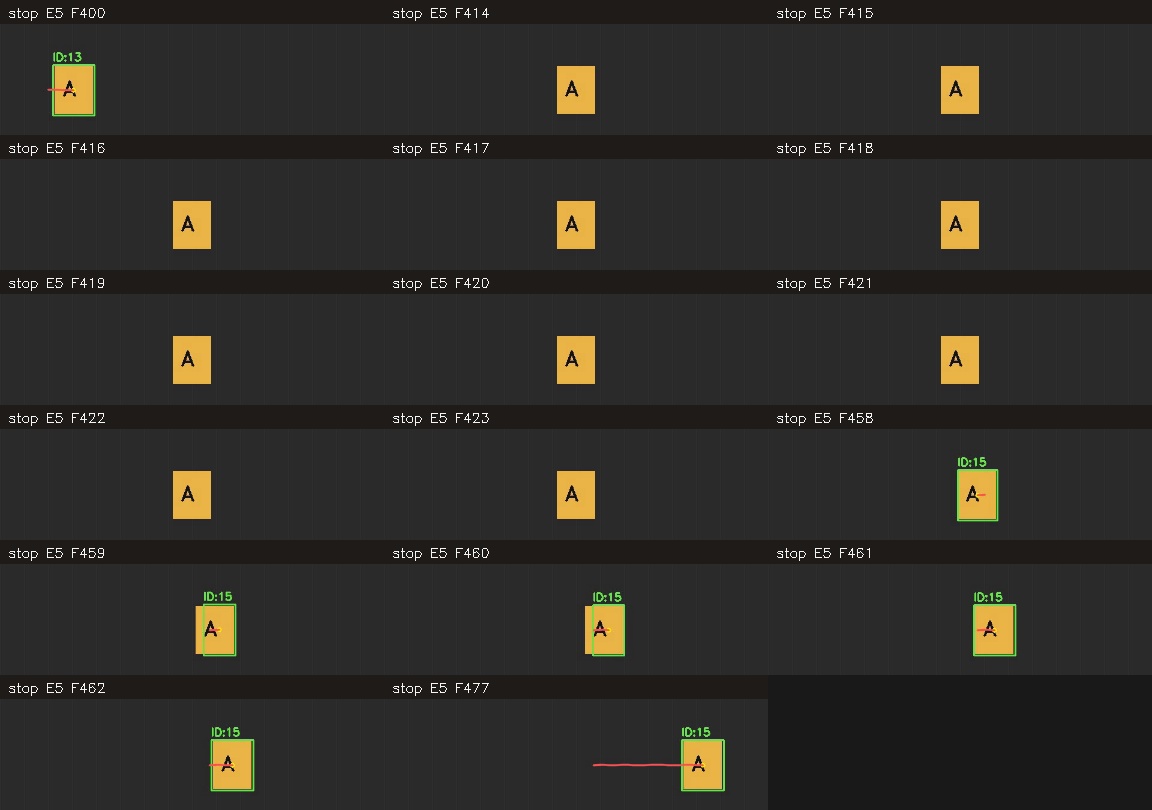 stop E5 F400
stop E5 F414
stop E5 F415
ID:13
A
A
A
stop E5 F416
stop E5 F417
stop E5 F418
A
A
A
stop E5 F419
stop E5 F420
stop E5 F421
A
A
A
stop E5 F422
stop E5 F423
stop E5 F458
ID:15
A
A
A
stop E5 F459
stop E5 F460
stop E5 F461
ID:15
ID:15
ID:15
A
A
A
stop E5 F462
stop E5 F477
ID:15
ID:15
A
A